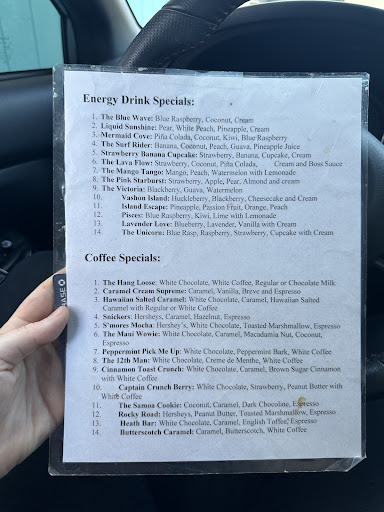 Energy Drink Specials:
1. The Blue Wave: Blue Raspberry, Coconut, Cream
2. Liquid Sunshine: Pear, White Peach, Pineapple, Cream
3. Mermaid Cove: Piña Colada, Coconut, Kiwi, Blue Raspberry
4. The Surf Rider: Banana, Coconut, Peach, Guava, Pineapple Juice
5. Strawberry Banana Cupcake: Strawberry, Banana, Cupcake, Cream
6. The Lava Flow: Strawberry, Coconut, Piña Colada, Cream and Boss Sauce
7. The Mango Tango: Mango, Peach, Watermelon with Lemonade
8. The Pink Starburst: Strawberry, Apple, Pear, Almond and cream
9. The Victoria: Blackberry, Guava, Watermelon
10. Vashon Island: Huckleberry, Blackberry, Cheesecake and Cream
11. Island Escape: Pineapple, Passion Fruit, Orange, Peach
12. Pisces: Blue Raspberry, Kiwi, Lime with Lemonade
13. Lavender Love: Blueberry, Lavender, Vanilla with Cream
14. The Unicorn: Blue Rasp, Raspberry, Strawberry, Cupcake with Cream
Coffee Specials:
1. The Hang Loose: White Chocolate, White Coffee, Regular or Chocolate Milk
2. Caramel Cream Supreme: Caramel, Vanilla, Breve and Espresso
3. Hawaiian Salted Caramel: White Chocolate, Caramel, Hawaiian Salted
Caramel with Regular or White Coffee
4. Snickers: Hersheys, Caramel, Hazelnut, Espresso
5. S'mores Mocha: Hershey's, White Chocolate, Toasted Marshmallow, Espresso
6. The Maui Wowie: White Chocolate, Caramel, Macadamia Nut, Coconut,
Espresso
7. Peppermint Pick Me Up: White Chocolate, Peppermint Bark, White Coffee
8. The 12th Man: White Chocolate, Creme de Menthe, White Coffee
9. Cinnamon Toast Crunch: White Chocolate, Caramel, Brown Sugar Cinnamon
with White Coffee
10. Captain Crunch Berry: White Chocolate, Strawberry, Peanut Butter with
White Coffee
11. The Samoa Cookie: Coconut, Caramel, Dark Chocolate, Espresso
12. Rocky Road: Hersheys, Peanut Butter, Toasted Marshmallow, Espresso
13. Heath Bar: White Chocolate, Caramel, English Toffee, Espresso
14. Butterscotch Caramel: Caramel, Butterscotch, White Coffee